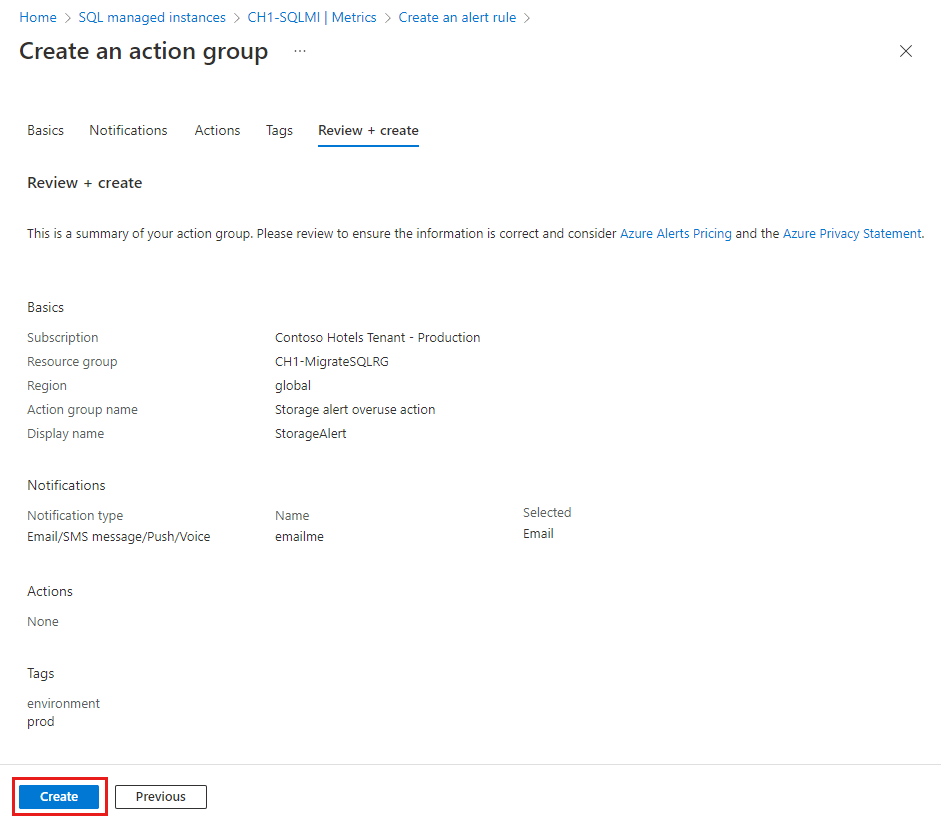 Home > SQL managed instances > CH1-SQLMI | Metrics > Create an alert rule >
Create an action group ...
Basics Notifications Actions Tags Review + create
Review + create
This is a summary of your action group. Please review to ensure the information is correct and consider Azure Alerts Pricing and the Azure Privacy Statement.
Basics
Subscription Contoso Hotels Tenant - Production
Resource group CH1-MigrateSQLRG
Region global
Action group name Storage alert overuse action
Display name StorageAlert
Notifications
Notification type Name Selected
Email/SMS message/Push/Voice emailme Email
Actions
None
Tags
environment
prod
Create Previous